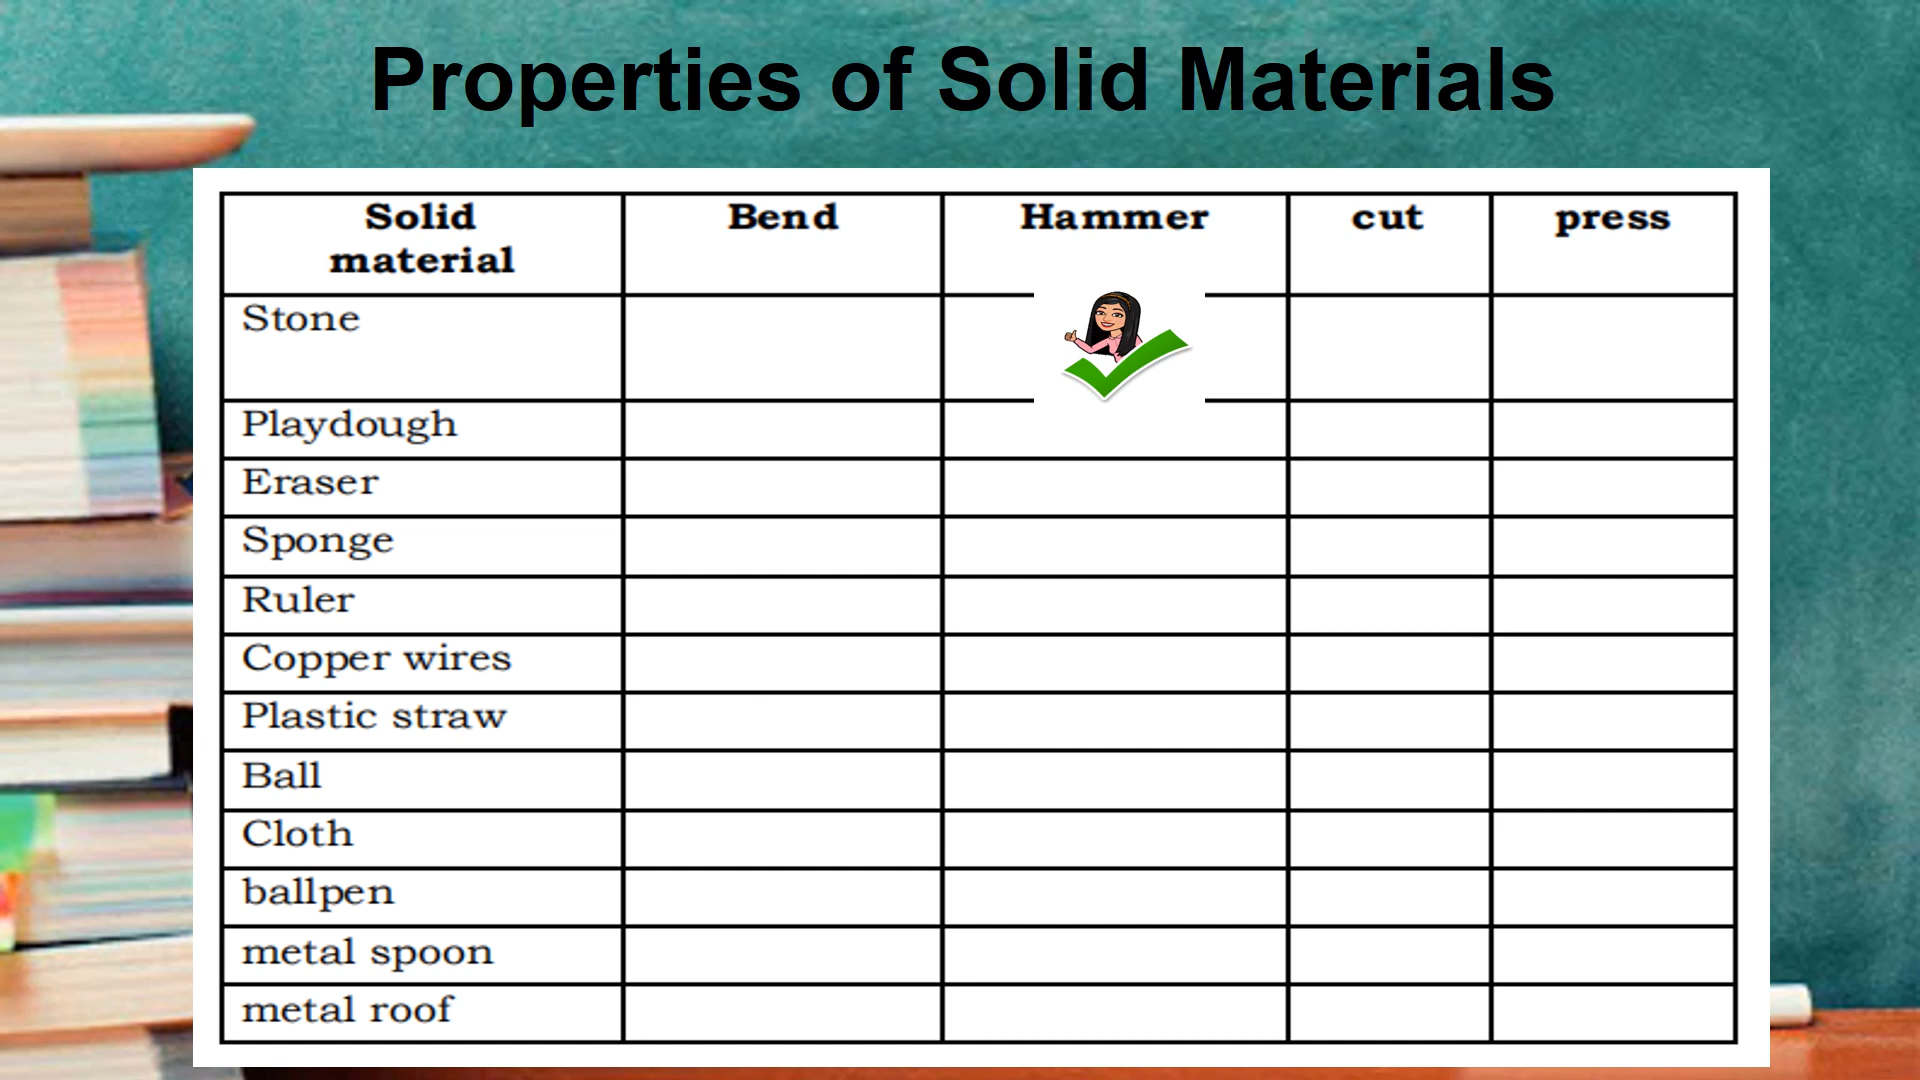 Properties of Solid Materials
Solid material Bend Hammer cut press
Stone
Playdough
Eraser
Sponge
Ruler
Copper wires
Plastic straw
Ball
Cloth
ballpen
metal spoon
metal roof